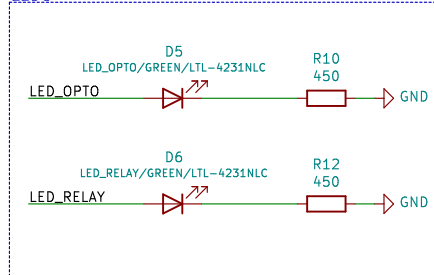 D5
LED_OPTO/GREEN/LTL-4231NLC
LED_OPTO
R10
450
GND
D6
LED_RELAY/GREEN/LTL-4231NLC
LED_RELAY
R12
450
GND